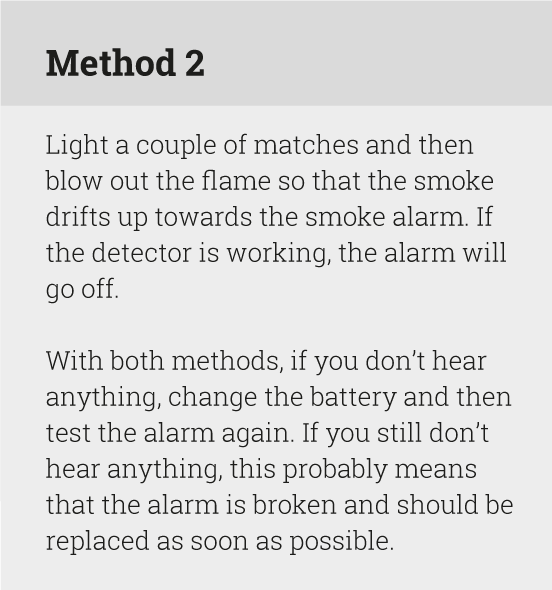 Method 2
Light a couple of matches and then
blow out the flame so that the smoke
drifts up towards the smoke alarm. If
the detector is working, the alarm will
go off.
With both methods, if you don’t hear
anything, change the battery and then
test the alarm again. If you still don’t
hear anything, this probably means
that the alarm is broken and should be
replaced as soon as possible.